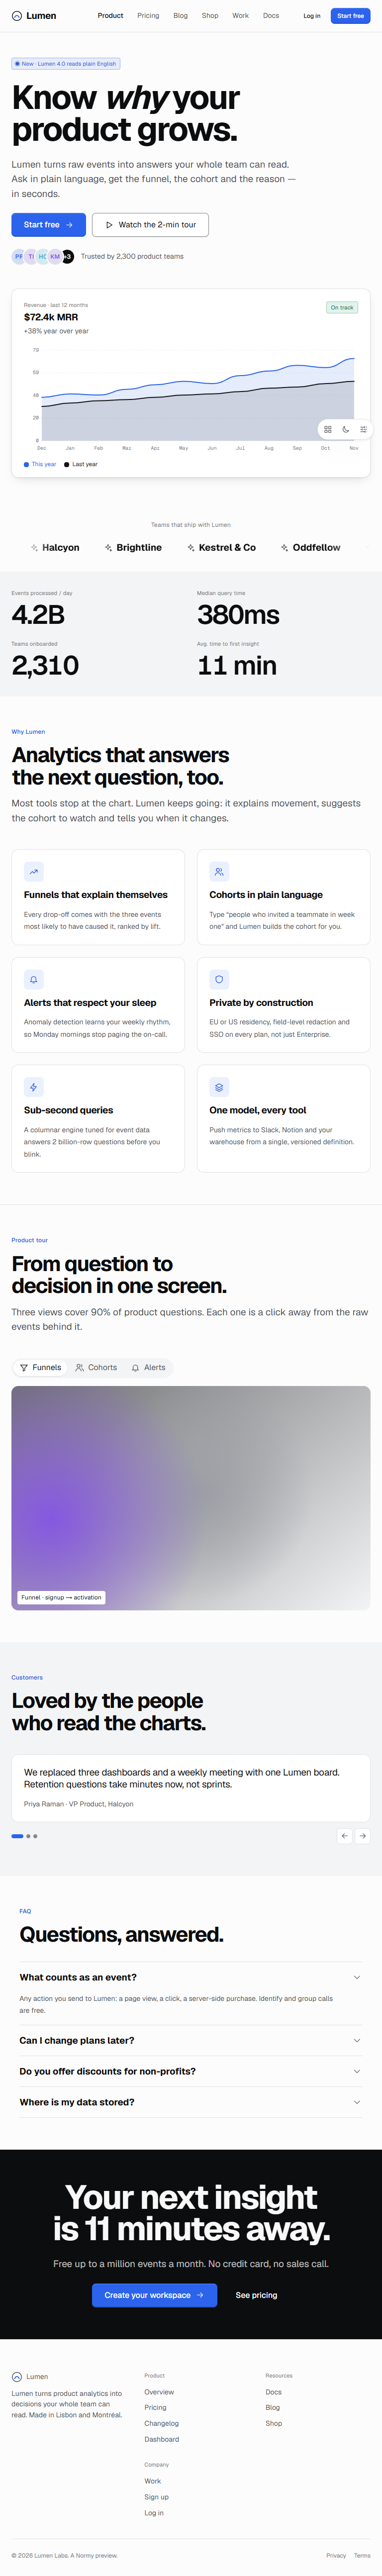 Lumen
Product Pricing Blog Shop Work Docs
Log in
Start free
New · Lumen 4.0 reads plain English
Know why your
product grows.
Lumen turns raw events into answers your whole team can read.
Ask in plain language, get the funnel, the cohort and the reason —
in seconds.
Start free
Watch the 2-min tour
PF TI HO KM +3
Trusted by 2,300 product teams
Revenue · last 12 months
$72.4k MRR
+38% year over year
On track
0
Dec Jan Feb Mar Apr May Jun Jul Aug Sep Oct Nov
This year Last year
Teams that ship with Lumen
Halcyon Brightline Kestrel & Co Oddfellow
Events processed / day
4.2B
Median query time
380ms
Teams onboarded
2,310
Avg. time to first insight
11 min
Why Lumen
Analytics that answers
the next question, too.
Most tools stop at the chart. Lumen keeps going: it explains movement, suggests
the cohort to watch and tells you when it changes.
Funnels that explain themselves
Every drop-off comes with the three events
most likely to have caused it, ranked by lift.
Cohorts in plain language
Type “people who invited a teammate in week
one” and Lumen builds the cohort for you.
Alerts that respect your sleep
Anomaly detection learns your weekly rhythm,
so Monday mornings stop paging the on-call.
Private by construction
EU or US residency, field-level redaction and
SSO on every plan, not just Enterprise.
Sub-second queries
A columnar engine tuned for event data
answers 2 billion-row questions before you
blink.
One model, every tool
Push metrics to Slack, Notion and your
warehouse from a single, versioned definition.
Product tour
From question to
decision in one screen.
Three views cover 90% of product questions. Each one is a click away from the raw
events behind it.
Funnels Cohorts Alerts
Funnel · signup → activation
Customers
Loved by the people
who read the charts.
We replaced three dashboards and a weekly meeting with one Lumen board.
Retention questions take minutes now, not sprints.
Priya Raman · VP Product, Halcyon
FAQ
Questions, answered.
What counts as an event?
Any action you send to Lumen: a page view, a click, a server-side purchase. Identify and group calls
are free.
Can I change plans later?
Do you offer discounts for non-profits?
Where is my data stored?
Your next insight
is 11 minutes away.
Free up to a million events a month. No credit card, no sales call.
Create your workspace
See pricing
Lumen
Lumen turns product analytics into
decisions your whole team can
read. Made in Lisbon and Montréal.
Product
Overview
Pricing
Changelog
Dashboard
Resources
Docs
Blog
Shop
Company
Work
Sign up
Log in
© 2026 Lumen Labs. A Normy preview.
Privacy Terms